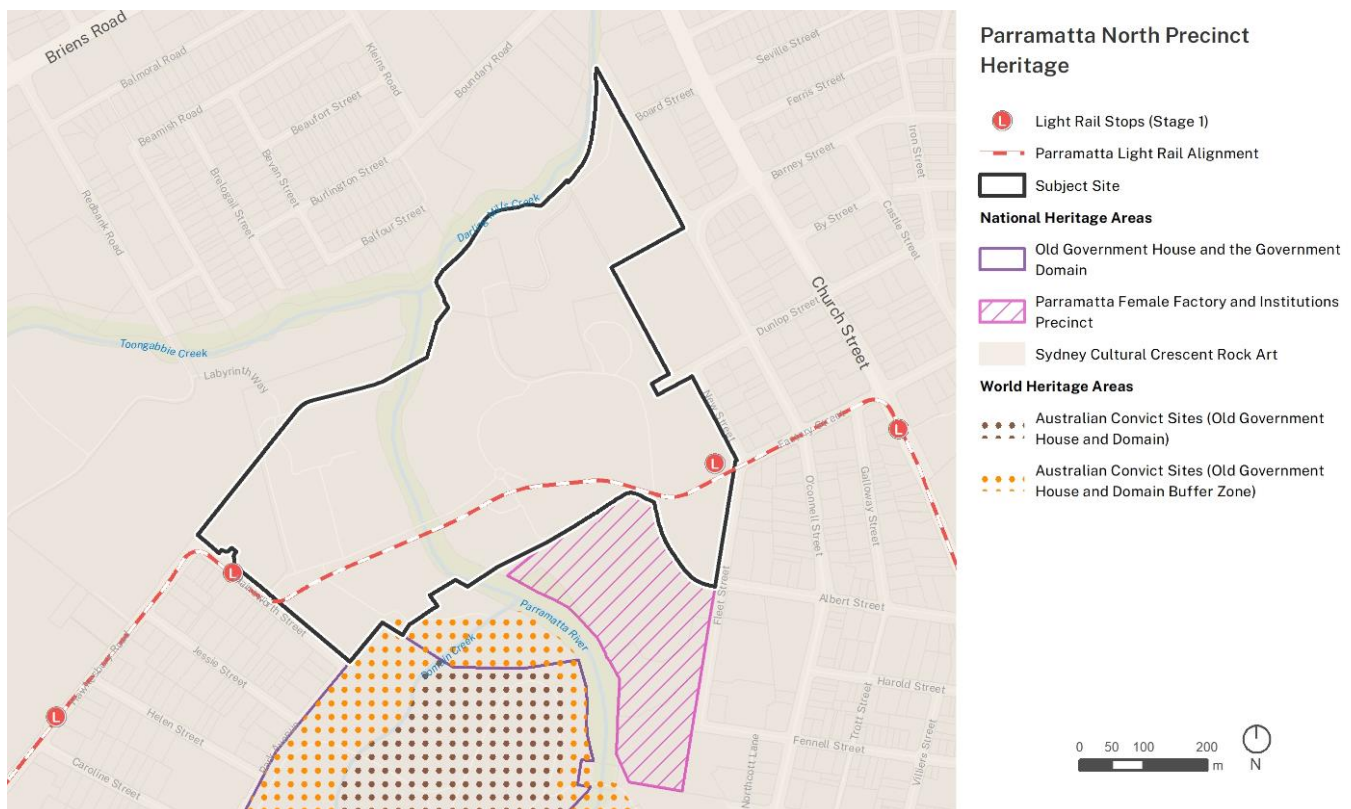 Parramatta North Precinct
Heritage
Light Rail Stops (Stage 1)
Parramatta Light Rail Alignment
Subject Site
National Heritage Areas
Old Government House and the Government
Domain
Parramatta Female Factory and Institutions
Precinct
Sydney Cultural Crescent Rock Art
World Heritage Areas
Australian Convict Sites (Old Government
House and Domain)
Australian Convict Sites (Old Government
House and Domain Buffer Zone)
0 50 100 200
m
N
Briens Road
Balmoral Road
Kleins Road
Boundary Road
Seville Street
Beaufort Street
Board Street
Ferris Street
Beamish Road
Iron Street
Bevan Street
Barney Street
Burlington Street
Redbank Road
Balfour Street
Darling Mills Creek
By Street
Castle Street
Church Street
Dunlop Street
Toongabbie Creek
Labyrinth Way
New Street
Factory Street
L
L
O'connell Street
Galloway Street
L
Fleet Street
Albert Street
Parramatta River
Domain Creek
Jessie Street
Harold Street
Trott Street
L
Helen Street
Park Avenue
Fennell Street
Northcott Lane
Villiers Street
Caroline Street